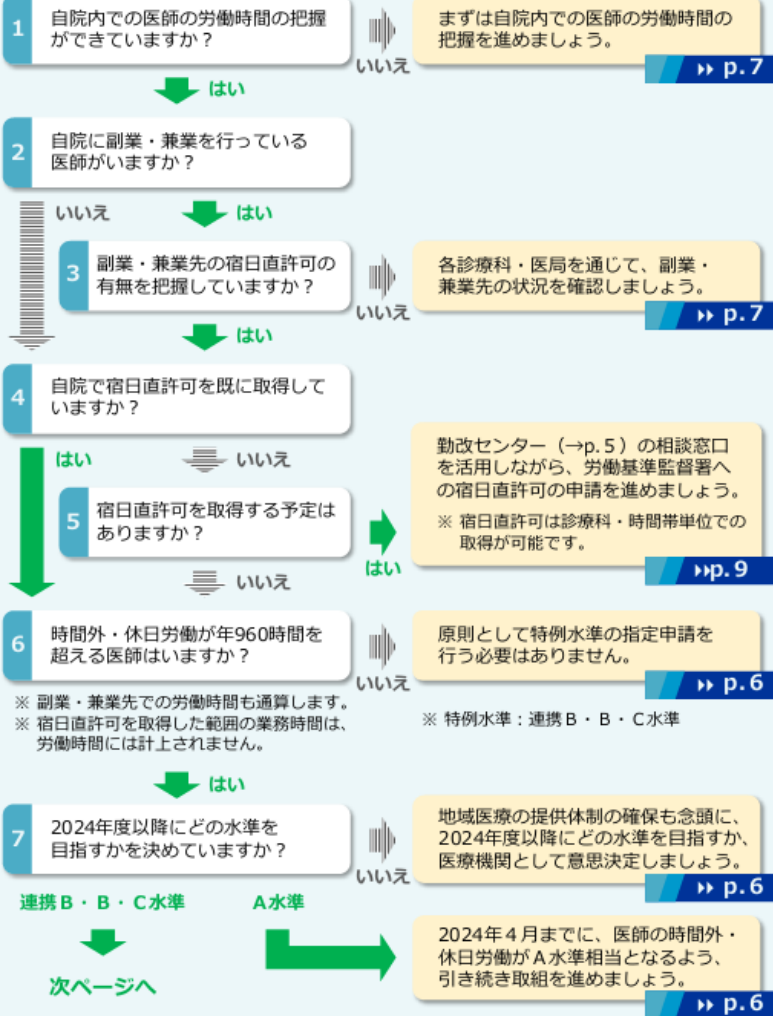 1
自院内での医師の労働時間の把握
ができていますか？
いいえ
まずは自院内での医師の労働時間の
把握を進めましょう。
p.7
はい
2
自院に副業・兼業を行っている
医師がいますか？
いいえ
はい
3
副業・兼業先の宿日直許可の
有無を把握していますか？
いいえ
各診療科・医局を通じて、副業・
兼業先の状況を確認しましょう。
p.7
はい
4
自院で宿日直許可を既に取得して
いますか？
はい
いいえ
5
宿日直許可を取得する予定は
ありますか？
はい
勤改センター（→p.5）の相談窓口
を活用しながら、労働基準監督署へ
の宿日直許可の申請を進めましょう。
※ 宿日直許可は診療科・時間帯単位での
取得が可能です。
p.9
いいえ
6
時間外・休日労働が年960時間を
超える医師はいますか？
いいえ
原則として特例水準の指定申請を
行う必要はありません。
p.6
※ 副業・兼業先での労働時間も通算します。
※ 宿日直許可を取得した範囲の業務時間は、
労働時間には計上されません。
※ 特例水準：連携Ｂ・Ｂ・Ｃ水準
はい
7
2024年度以降にどの水準を
目指すかを決めていますか？
いいえ
地域医療の提供体制の確保も念頭に、
2024年度以降にどの水準を目指すか、
医療機関として意思決定しましょう。
p.6
連携Ｂ・Ｂ・Ｃ水準
Ａ水準
次ページへ
2024年４月までに、医師の時間外・
休日労働がＡ水準相当となるよう、
引き続き取組を進めましょう。
p.6